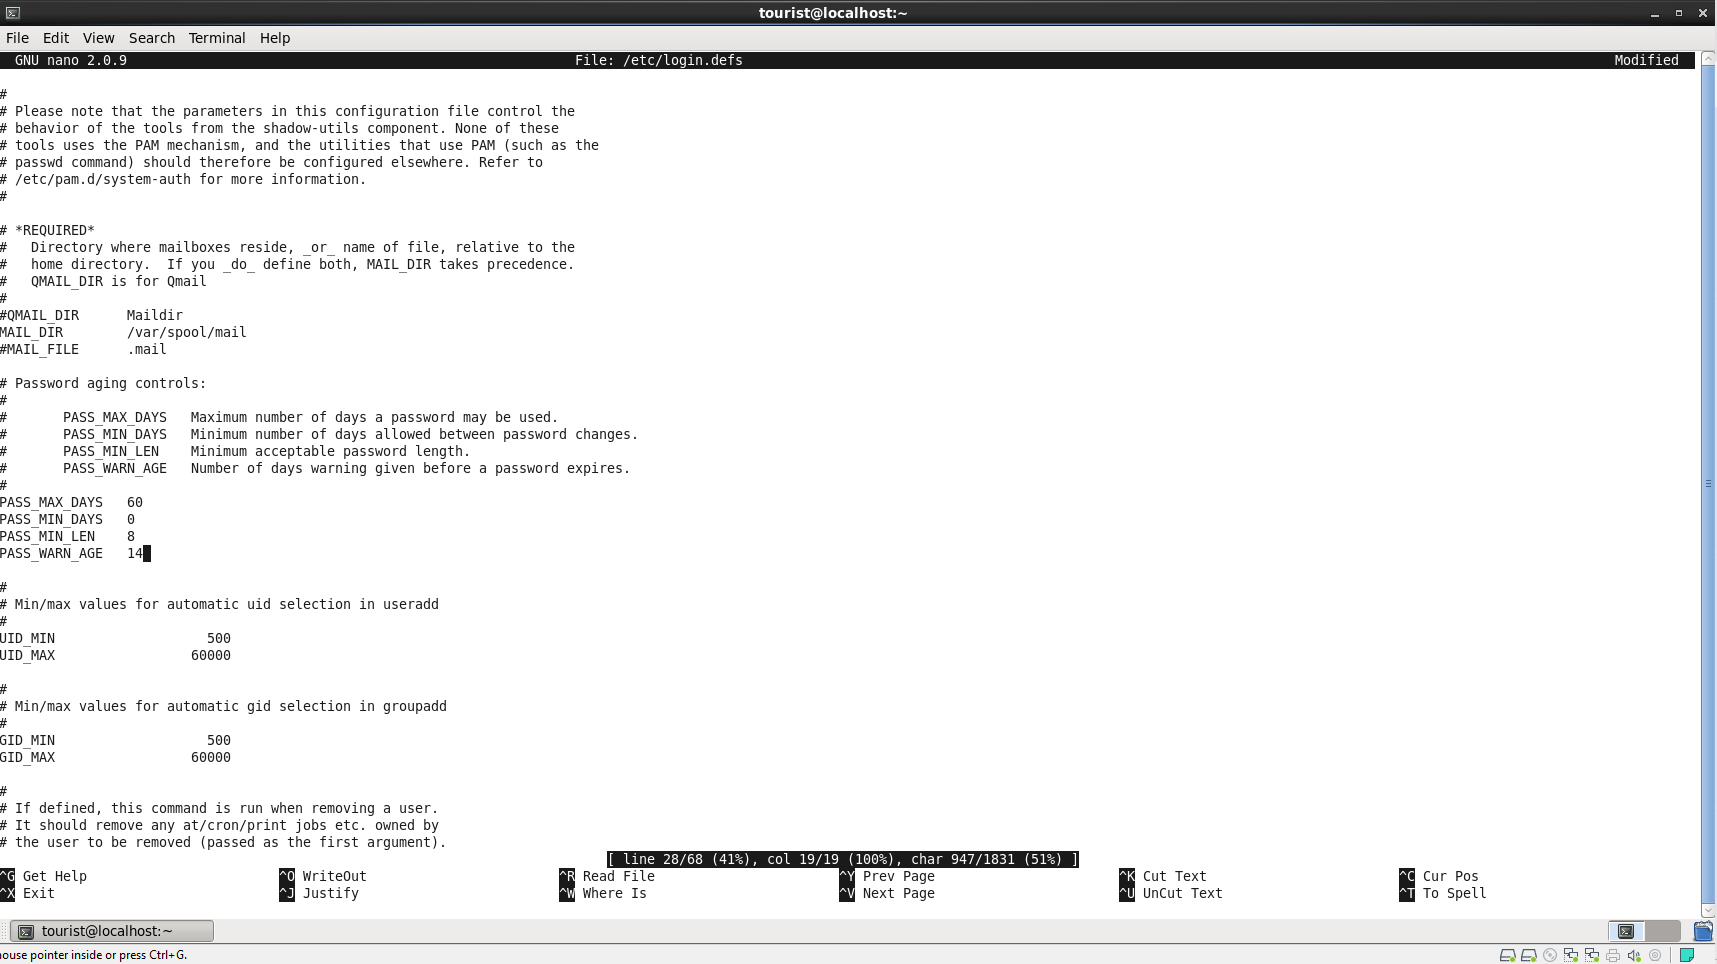 tourist@localhost:~
File Edit View Search Terminal Help
GNU nano 2.0.9 File: /etc/login.defs Modified
#
# Please note that the parameters in this configuration file control the
# behavior of the tools from the shadow-utils component. None of these
# tools uses the PAM mechanism, and the utilities that use PAM (such as the
# passwd command) should therefore be configured elsewhere. Refer to
# /etc/pam.d/system-auth for more information.
#
# *REQUIRED*
#   Directory where mailboxes reside, _or_ name of file, relative to the
#   home directory.  If you _do_ define both, MAIL_DIR takes precedence.
#   QMAIL_DIR is for Qmail
#
#QMAIL_DIR      Maildir
MAIL_DIR        /var/spool/mail
#MAIL_FILE      .mail
# Password aging controls:
#
#       PASS_MAX_DAYS   Maximum number of days a password may be used.
#       PASS_MIN_DAYS   Minimum number of days allowed between password changes.
#       PASS_MIN_LEN    Minimum acceptable password length.
#       PASS_WARN_AGE   Number of days warning given before a password expires.
#
PASS_MAX_DAYS   60
PASS_MIN_DAYS   0
PASS_MIN_LEN    8
PASS_WARN_AGE   14
#
# Min/max values for automatic uid selection in useradd
#
UID_MIN                   500
UID_MAX                 60000
#
# Min/max values for automatic gid selection in groupadd
#
GID_MIN                   500
GID_MAX                 60000
#
# If defined, this command is run when removing a user.
# It should remove any at/cron/print jobs etc. owned by
# the user to be removed (passed as the first argument).
[ line 28/68 (41%), col 19/19 (100%), char 947/1831 (51%) ]
^G Get Help ^O WriteOut ^R Read File ^Y Prev Page ^K Cut Text ^C Cur Pos
^X Exit ^J Justify ^W Where Is ^V Next Page ^U UnCut Text ^T To Spell
tourist@localhost:~
ouse pointer inside or press Ctrl+G.